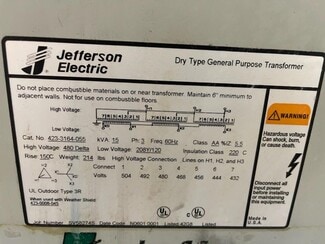 Jefferson
Electric
Dry Type General Purpose Transformer
Do not place combustible materials on or near transformer. Maintain 6" minimum to
adjacent walls. Not for use on combustible floors
High Voltage:
Low Voltage:
WARNING!
Hazardous voltage
Can shock, burn,
or cause death.
Disconnect all
input power before
installing or
maintaining
this equipment
Cat. No. 423-3164-055 kVA 15 Ph: 3 Freq. 60Hz Class AA %Z 5.5
High Voltage: 480 Delta Low Voltage: 208Y/120 Insulation Class 220 C
Rise: 150C Weight: 214 lbs High Voltage Connections Lines on H1, H2, and H3
Connect 1 2 3 4 5 6 7
Volts 504 492 480 468 456 444 432
UL Outdoor Type 3R
When used with Weather Shield